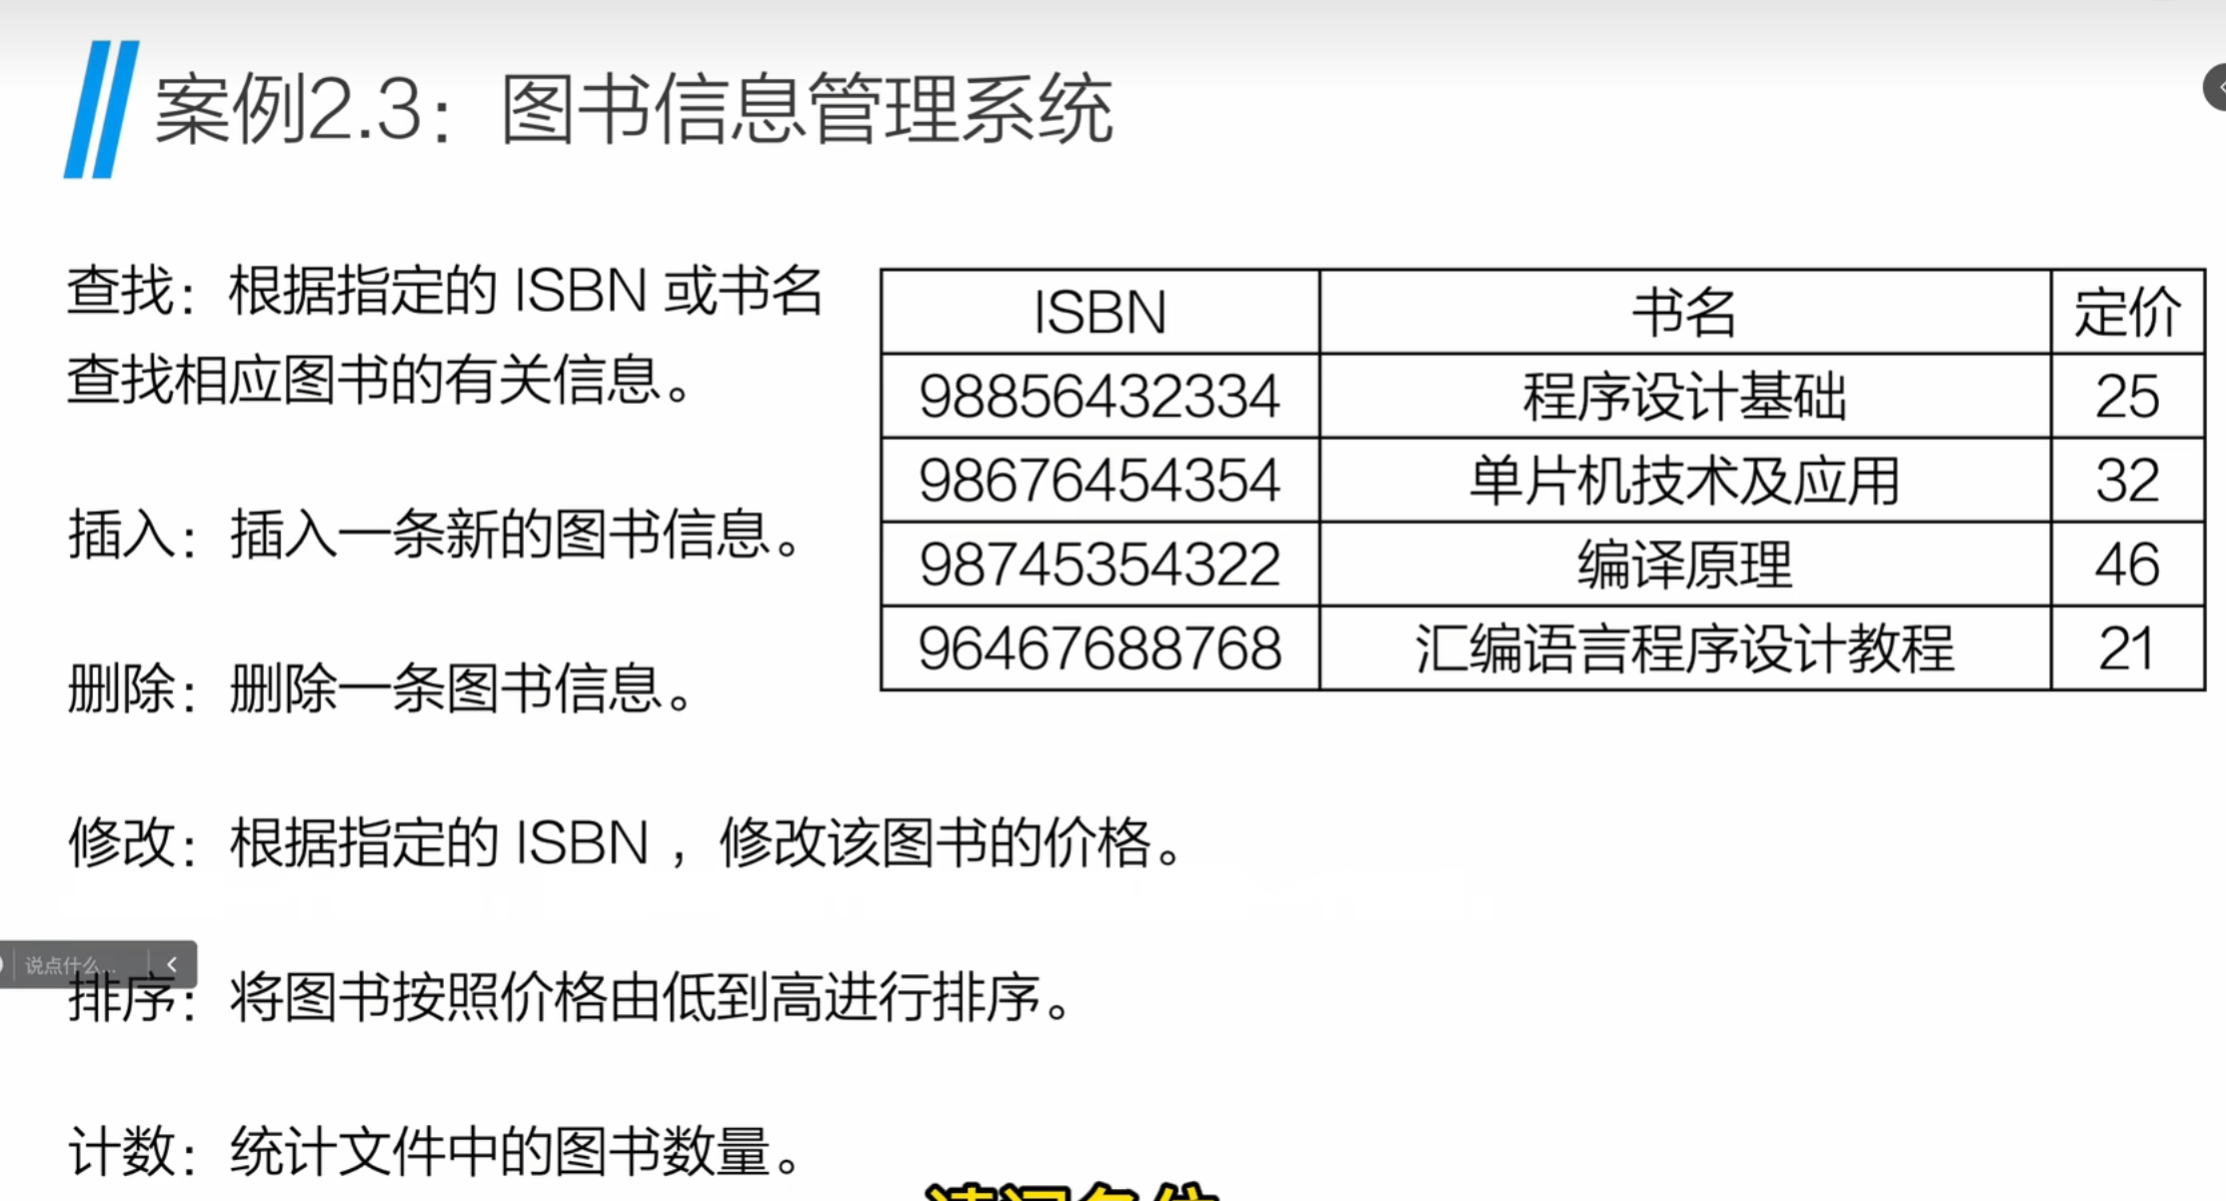 案例2.3：图书信息管理系统
查找：根据指定的 ISBN 或书名
查找相应图书的有关信息。
插入：插入一条新的图书信息。
删除：删除一条图书信息。
ISBN 书名 定价
98856432334 程序设计基础 25
98676454354 单片机技术及应用 32
98745354322 编译原理 46
96467688768 汇编语言程序设计教程 21
修改：根据指定的 ISBN ，修改该图书的价格。
说点什么...
排序：将图书按照价格由低到高进行排序。
计数：统计文件中的图书数量。